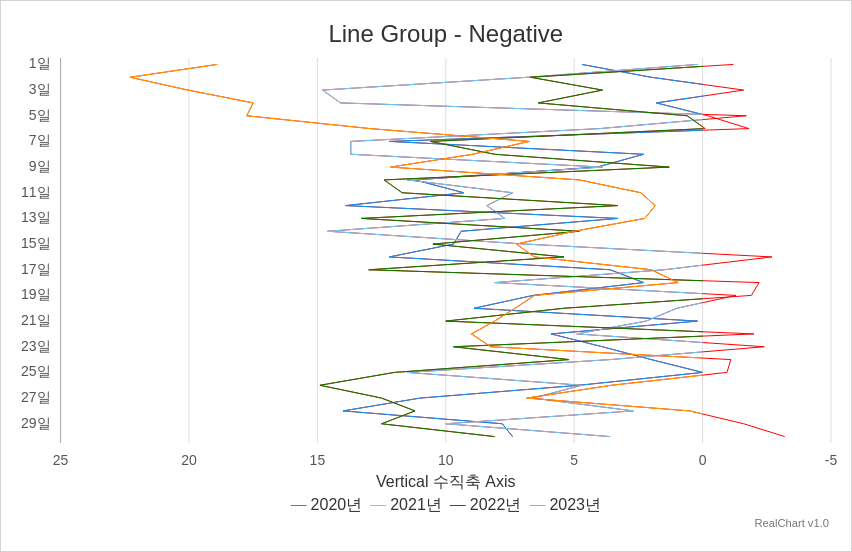 Line Group - Negative
1일
3일
5일
7일
9일
11일
13일
15일
17일
19일
21일
23일
25일
27일
29일
25 20 15 10 5 0 -5
Vertical 수직축 Axis
2020년 2021년 2022년 2023년
RealChart v1.0